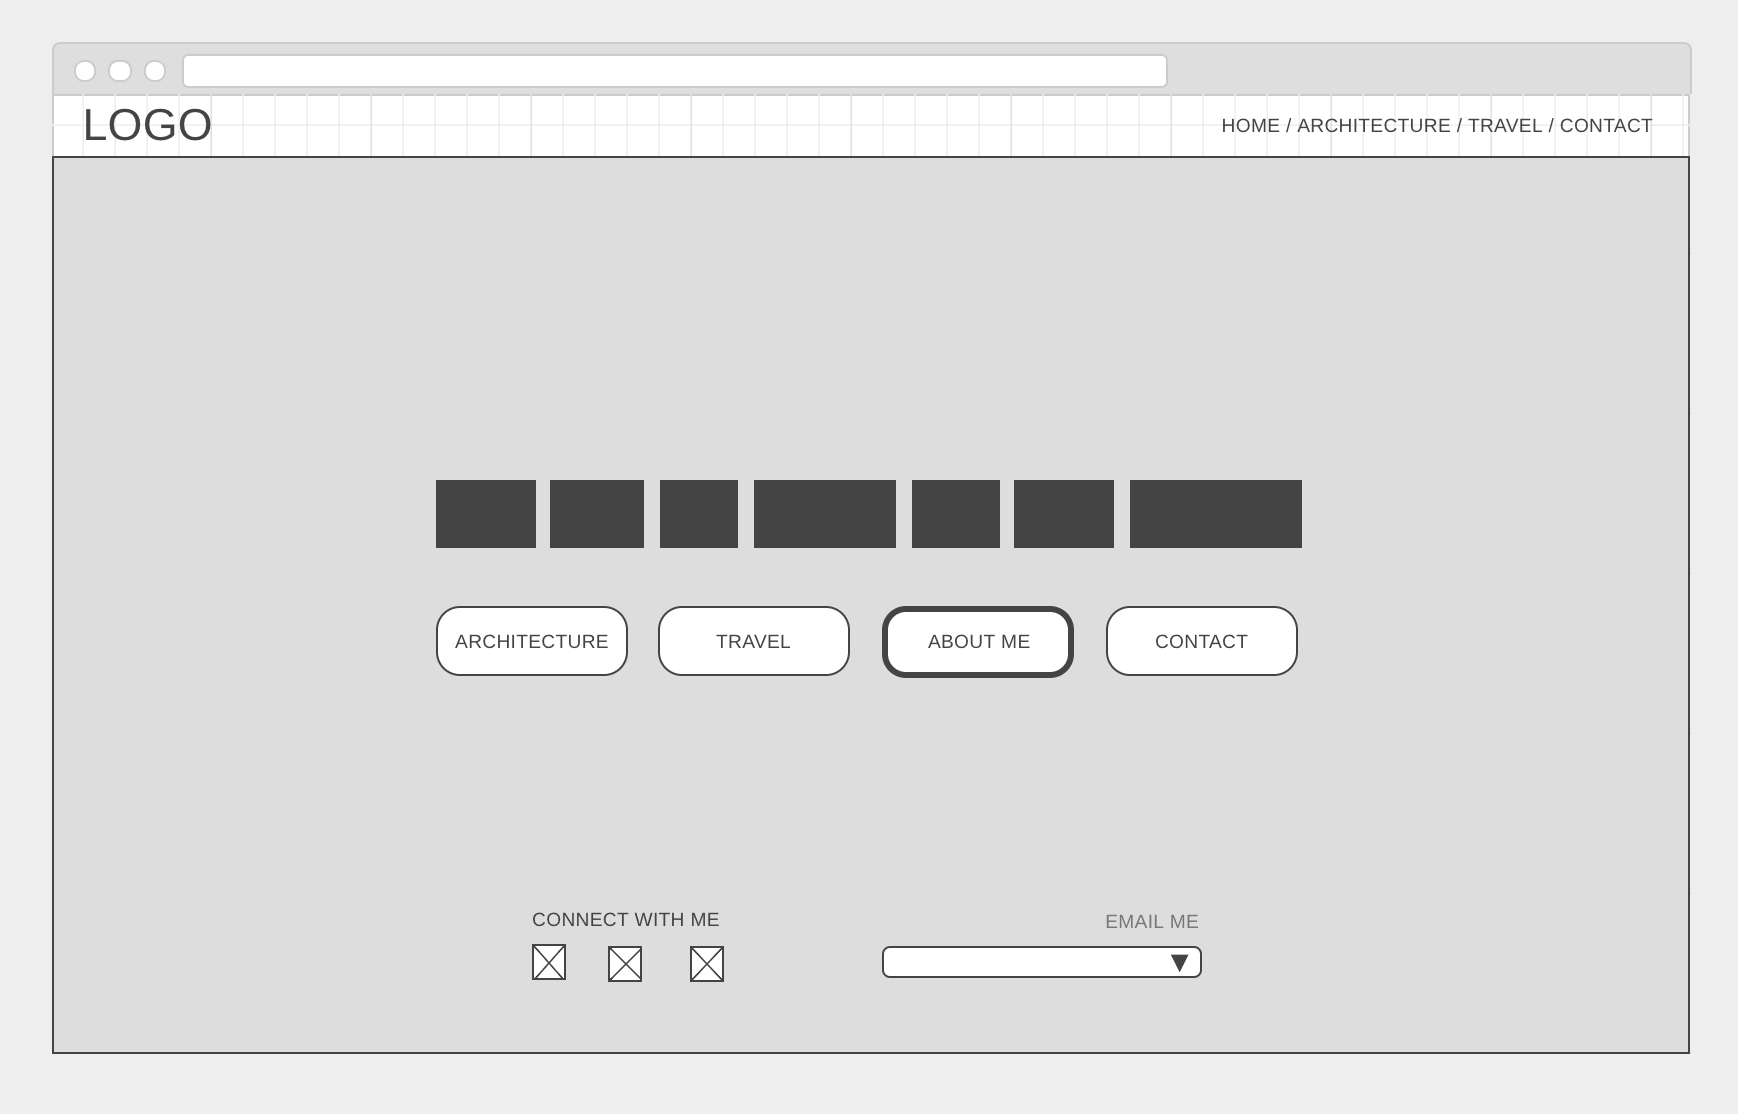 LOGO
HOME / ARCHITECTURE / TRAVEL / CONTACT
ARCHITECTURE
TRAVEL
ABOUT ME
CONTACT
CONNECT WITH ME
EMAIL ME